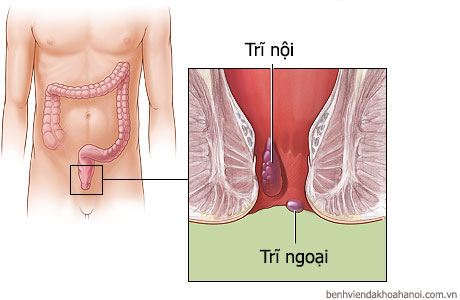 Trĩ nội
Trĩ ngoại
benhviendakhoahanoi.com.vn